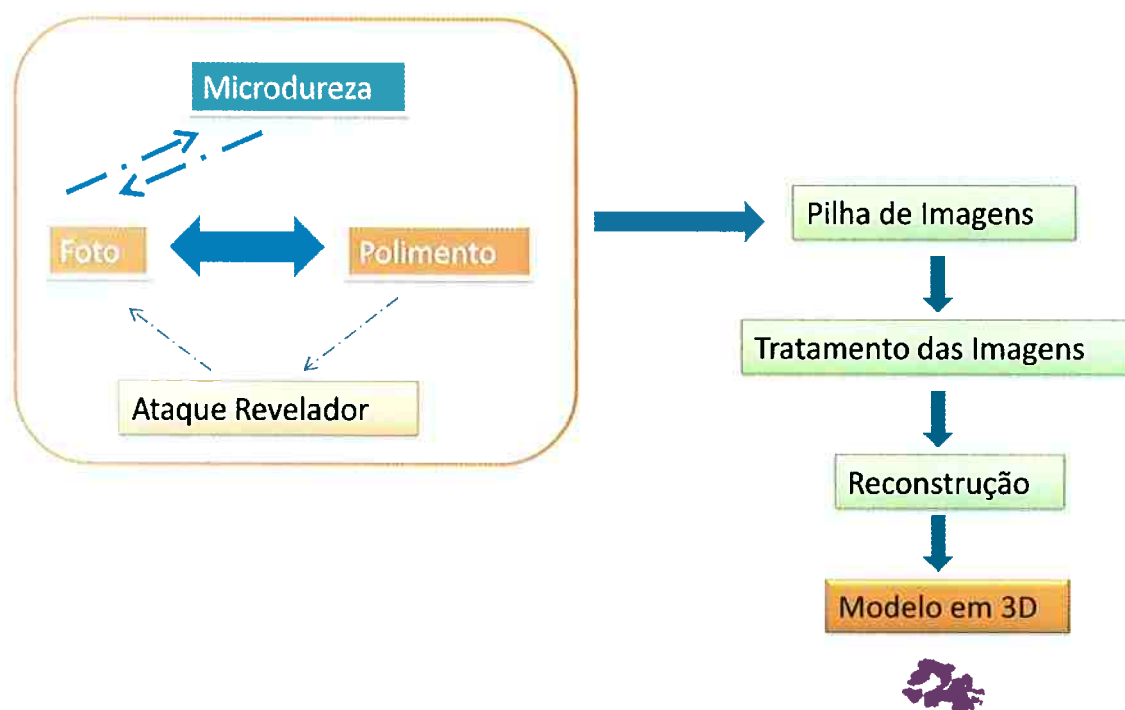 Microdureza
Foto
Polimento
Ataque Revelador
Pilha de Imagens
Tratamento das Imagens
Reconstrução
Modelo em 3D